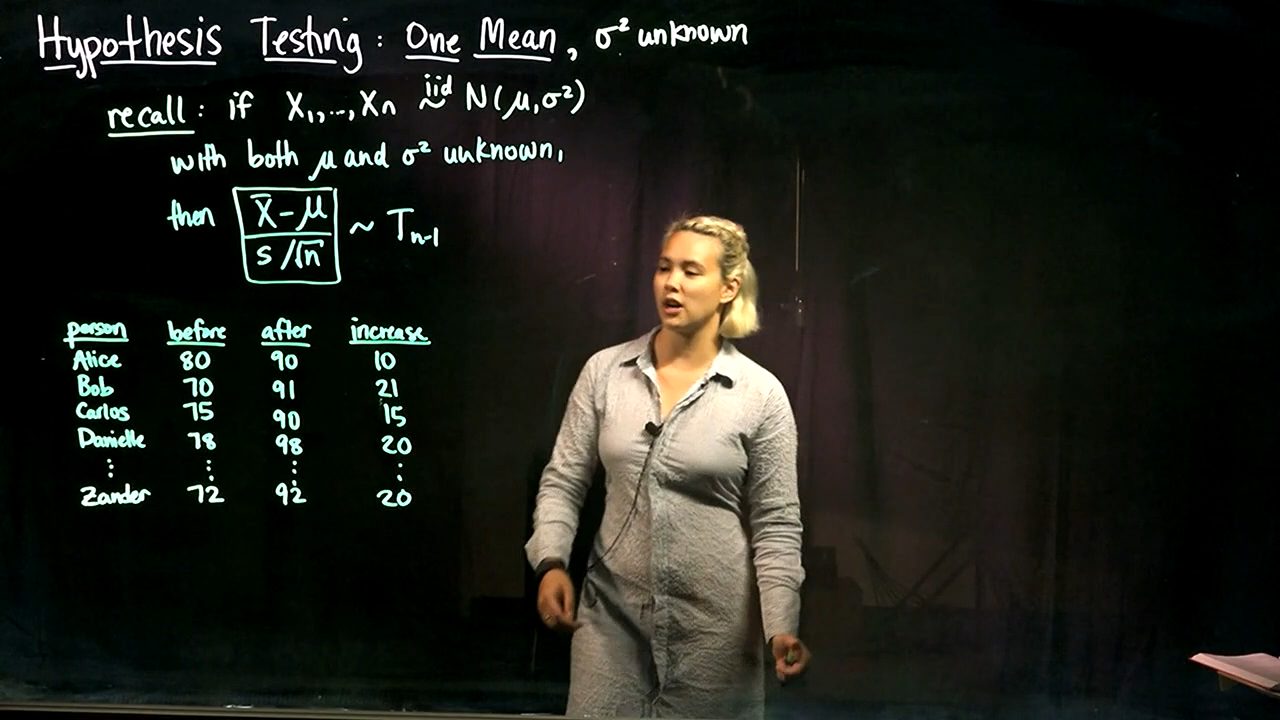 Hypothesis Testing: One Mean, σ² unknown
recall: if X₁,...,Xn iid ~ N(μ,σ²)
with both μ and σ² unknown,
then X̄-μ / s/√n ~ Tn-1
person before after increase
Alice 80 90 10
Bob 70 91 21
Carlos 75 90 15
Danielle 78 98 20
⋮ ⋮ ⋮ ⋮
Zander 72 92 20